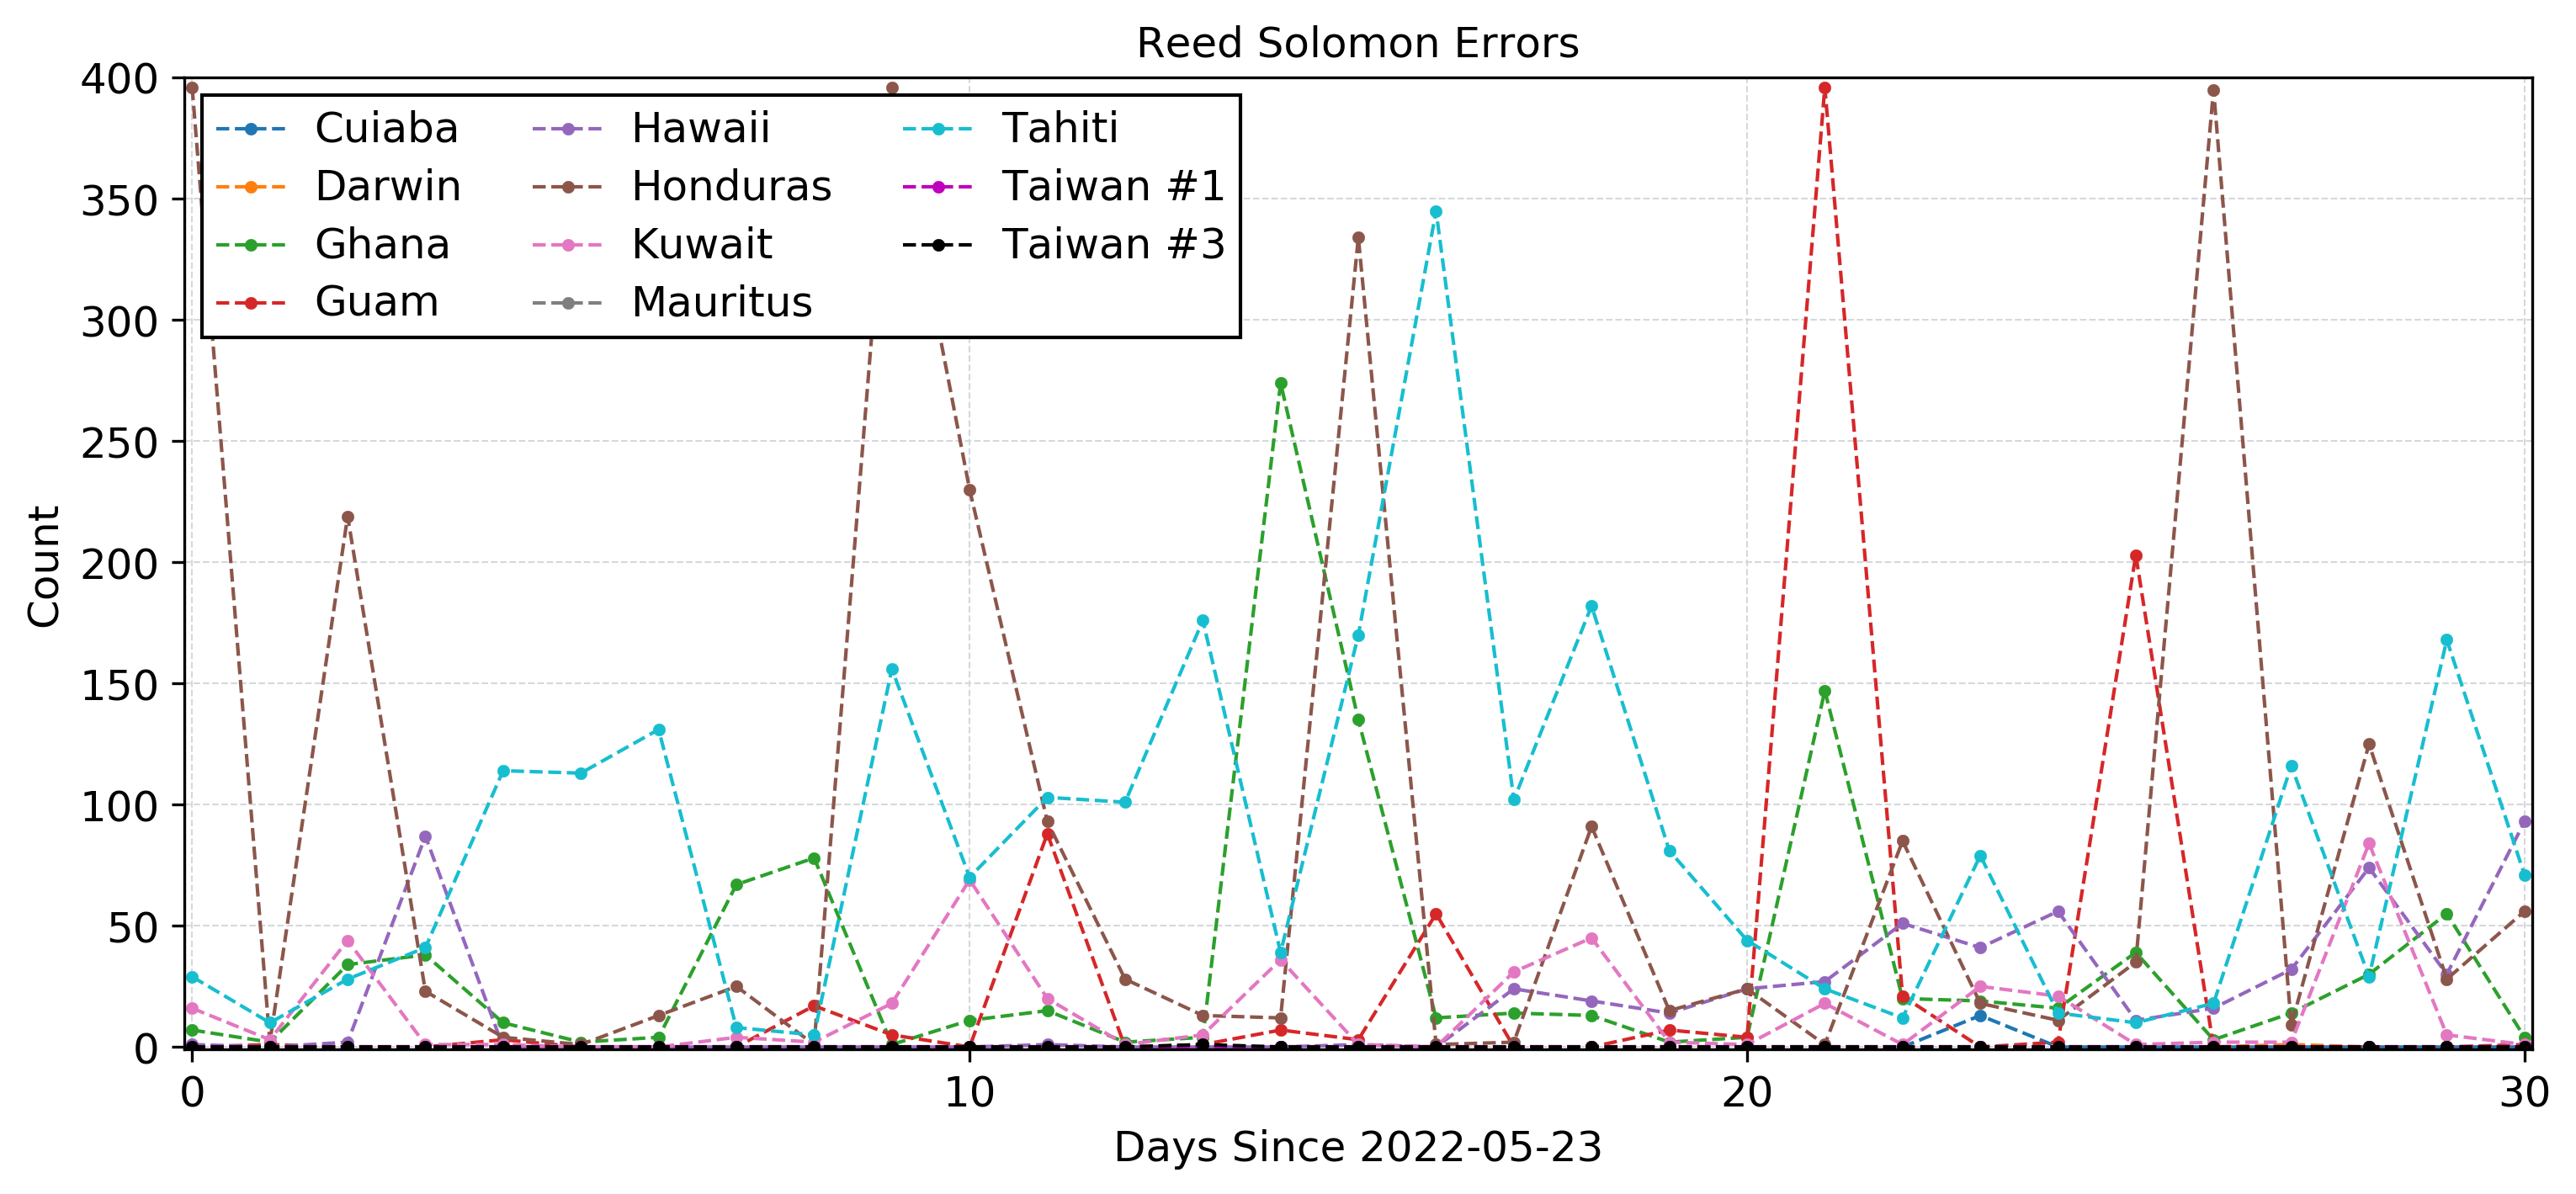 Reed Solomon Errors
400
350
300
250
200
150
100
50
0
Count
Cuiaba
Darwin
Ghana
Guam
Hawaii
Honduras
Kuwait
Mauritus
Tahiti
Taiwan #1
Taiwan #3
0 10 20 30
Days Since 2022-05-23